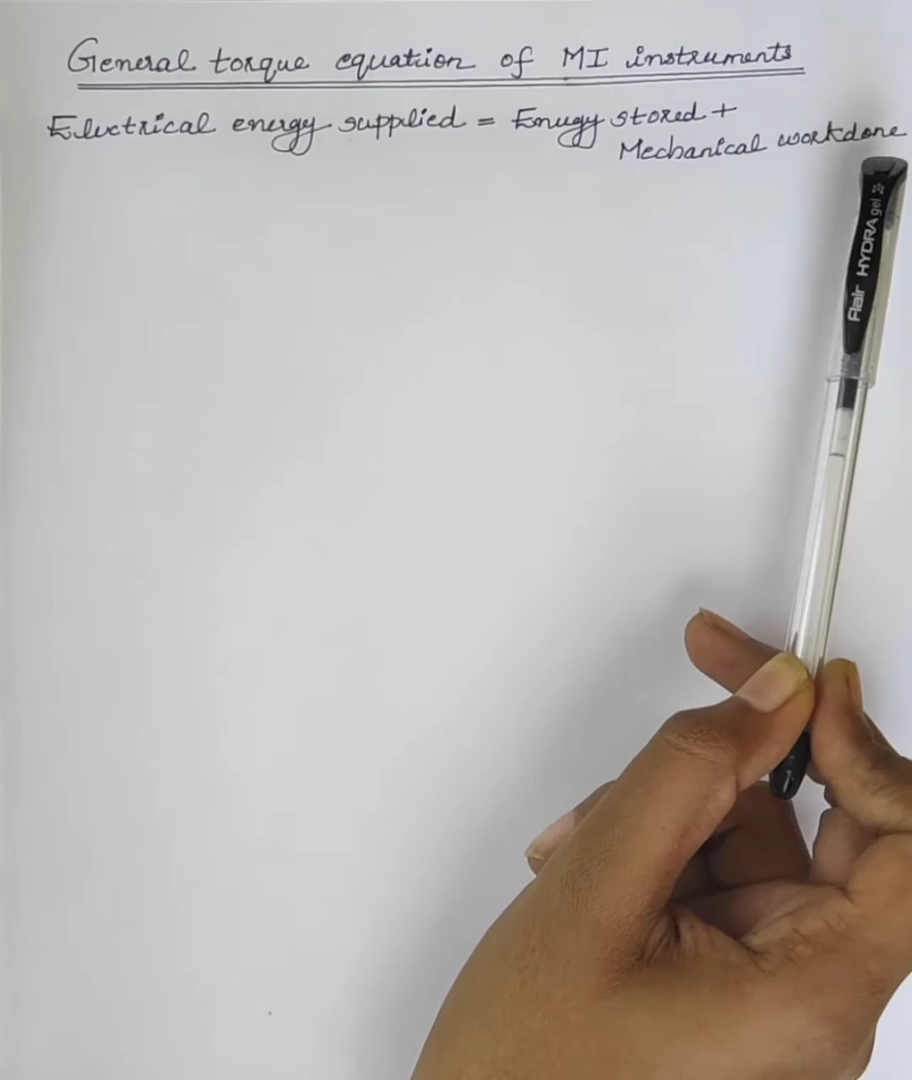 General torque equation of MI instruments
Electrical energy supplied = Energy stored +
Mechanical workdone
Flair HYDRA gel